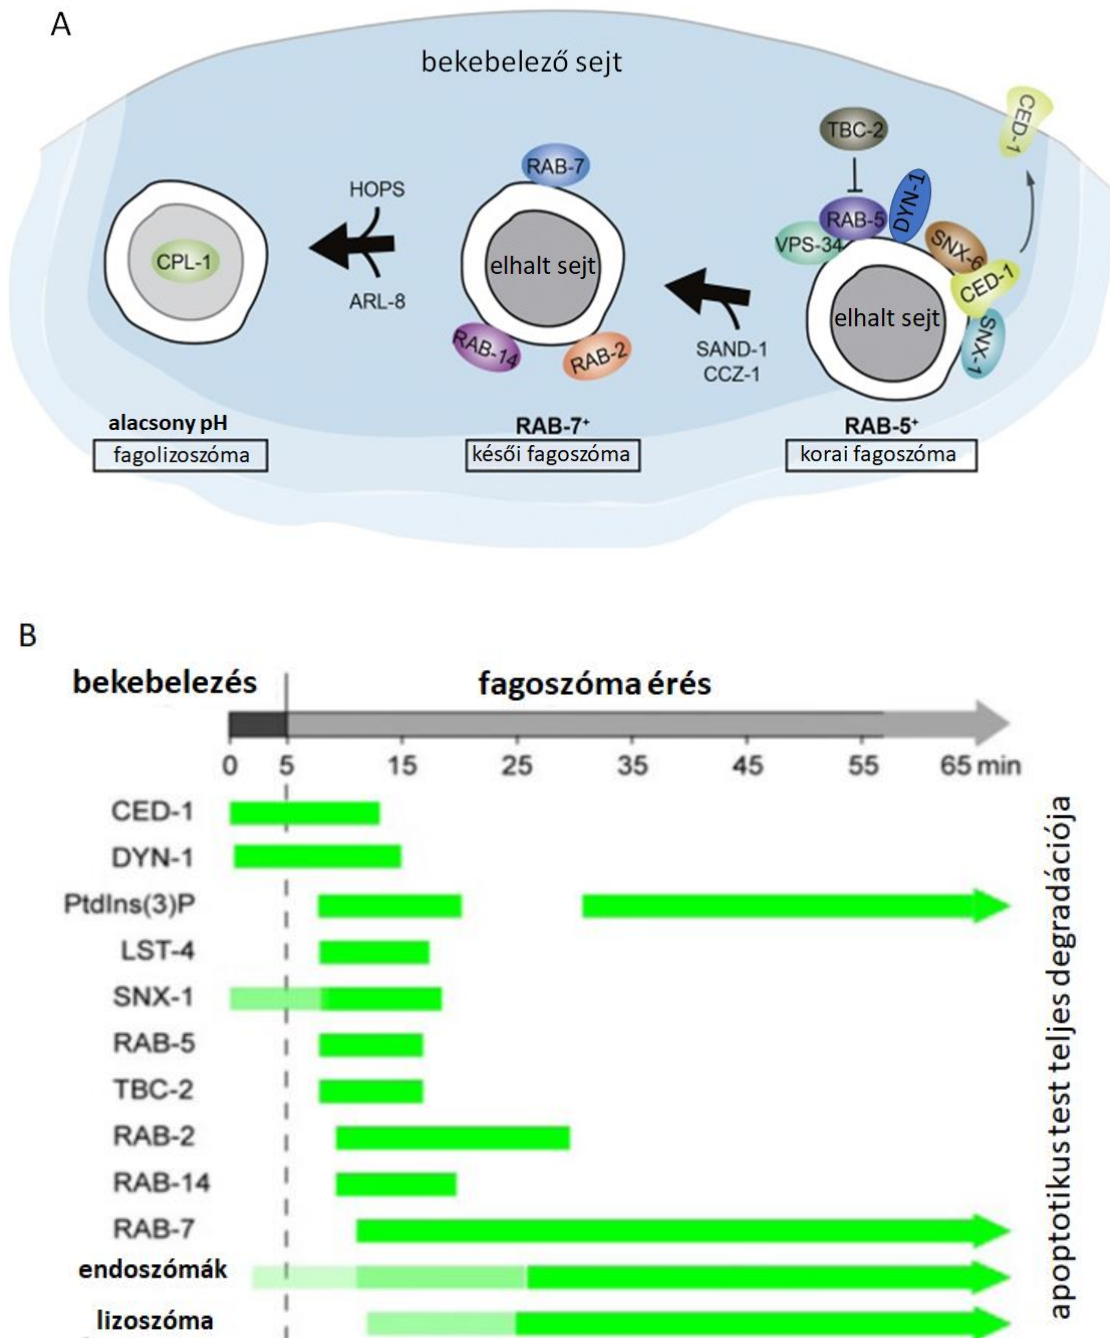 A
bekebelező sejt
CED-1
TBC-2
RAB-7
DYN-1
HOPS
RAB-5
VPS-34
SNX-6
CPL-1
elhalt sejt
CED-1
ARL-8
elhalt sejt
RAB-14
RAB-2
SAND-1
CCZ-1
SNX-1
alacsony pH
RAB-7+
RAB-5+
fagolizoszóma
késői fagoszóma
korai fagoszóma
B
bekebelezés
fagoszóma érés
0 5 15 25 35 45 55 65 min
CED-1
DYN-1
PtdIns(3)P
LST-4
SNX-1
RAB-5
TBC-2
RAB-2
RAB-14
RAB-7
endoszómák
lizoszóma
apoptotikus test teljes degradációja